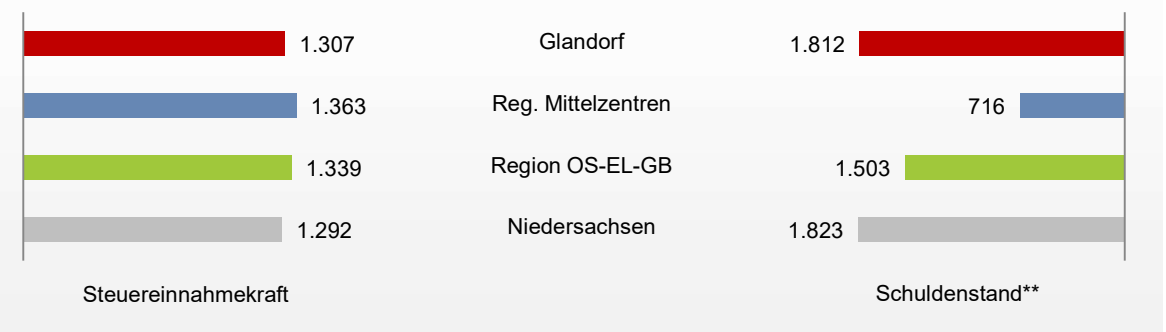 1.307 Glandorf 1.812
1.363 Reg. Mittelzentren 716
1.339 Region OS-EL-GB 1.503
1.292 Niedersachsen 1.823
Steuereinnahmekraft Schuldenstand**